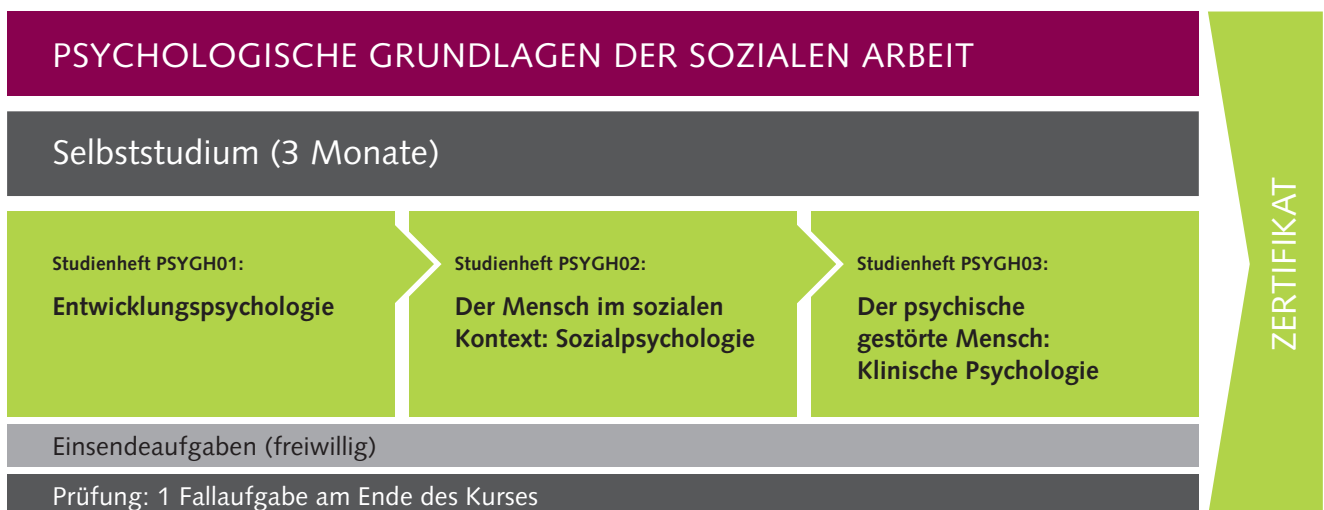 PSYCHOLOGISCHE GRUNDLAGEN DER SOZIALEN ARBEIT
Selbststudium (3 Monate)
Studienheft PSYGH01:
Entwicklungspsychologie
Studienheft PSYGH02:
Der Mensch im sozialen
Kontext: Sozialpsychologie
Studienheft PSYGH03:
Der psychische
gestörte Mensch:
Klinische Psychologie
Einsendeaufgaben (freiwillig)
Prüfung: 1 Fallaufgabe am Ende des Kurses
ZERTIFIKAT